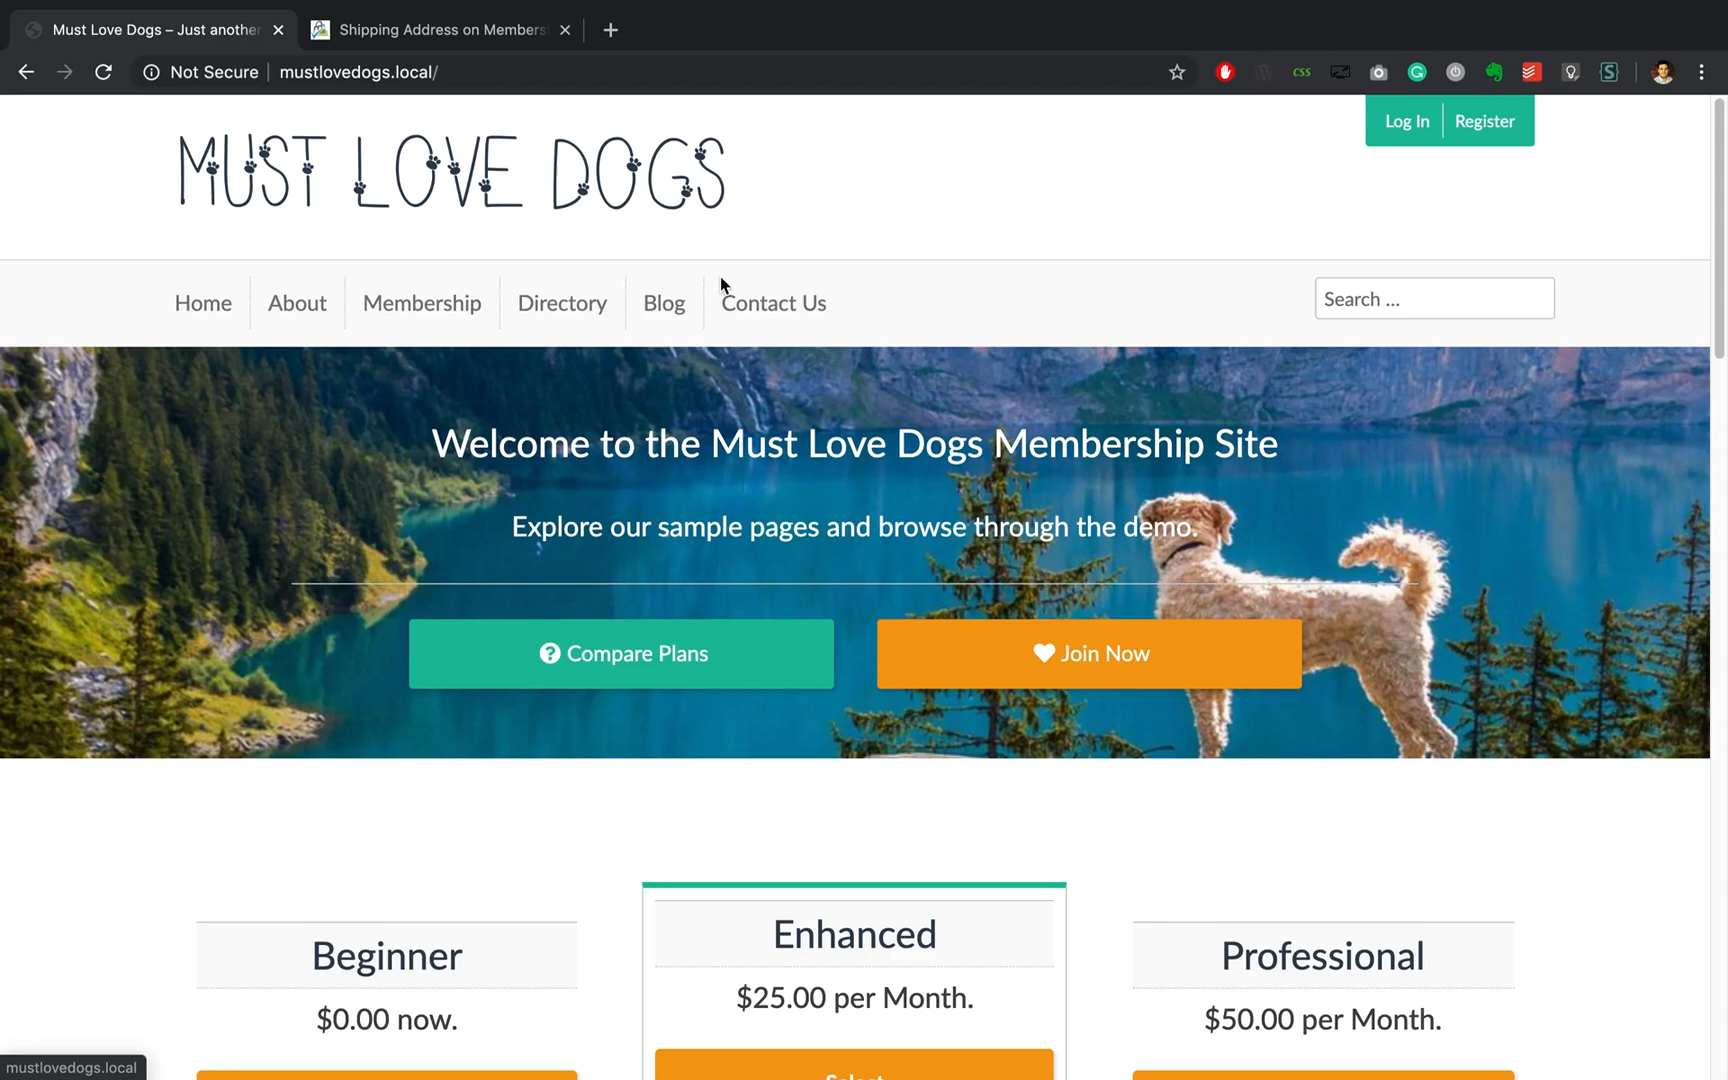 Must Love Dogs – Just another
Shipping Address on Members
Not Secure
mustlovedogs.local/
CSS
Log In
Register
MUST LOVE DOGS
Home
About
Membership
Directory
Blog
Contact Us
Search ...
Welcome to the Must Love Dogs Membership Site
Explore our sample pages and browse through the demo.
Compare Plans
Join Now
Beginner
$0.00 now.
Enhanced
$25.00 per Month.
Select
Professional
$50.00 per Month.
mustlovedogs.local